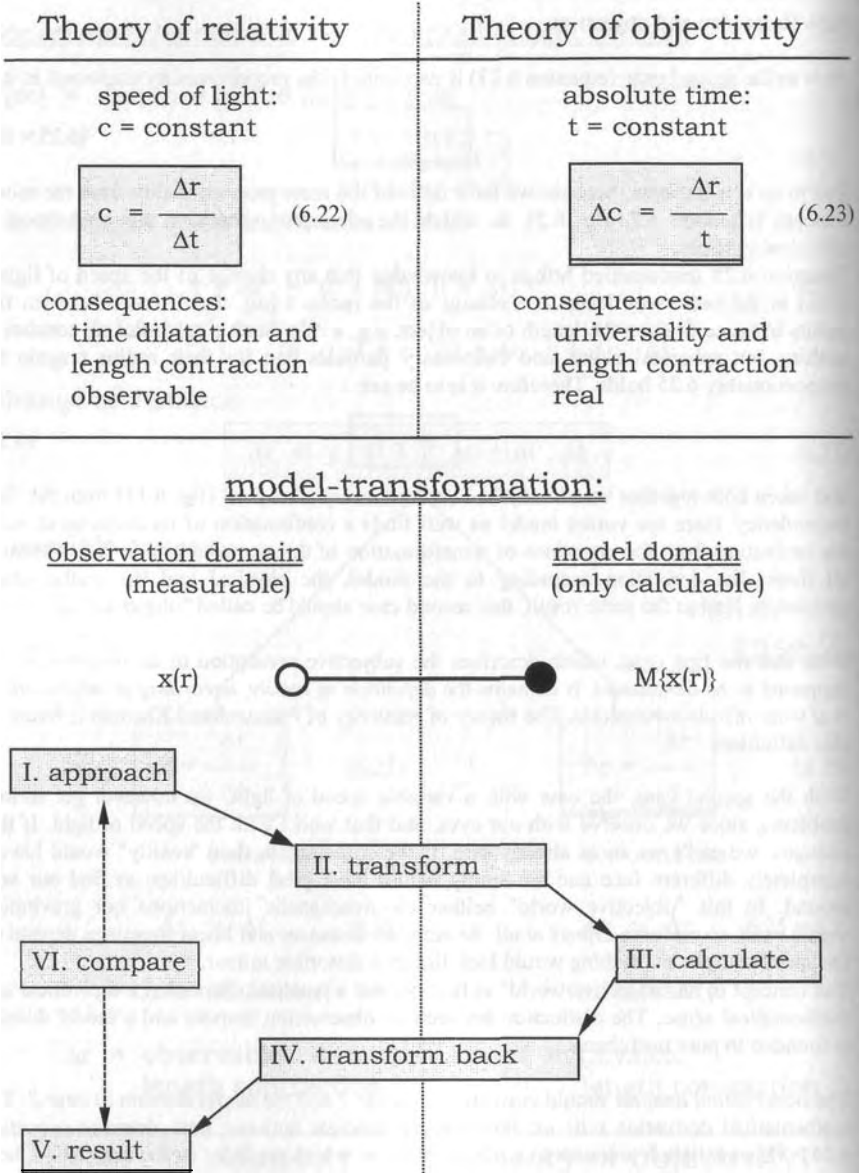 Theory of relativity
speed of light:
c = constant
c = Δr / Δt (6.22)
consequences:
time dilatation and
length contraction
observable
Theory of objectivity
absolute time:
t = constant
Δc = Δr / t (6.23)
consequences:
universality and
length contraction
real
model-transformation:
observation domain
(measurable)
model domain
(only calculable)
x(r)
M{x(r)}
I. approach
II. transform
III. calculate
VI. compare
IV. transform back
V. result